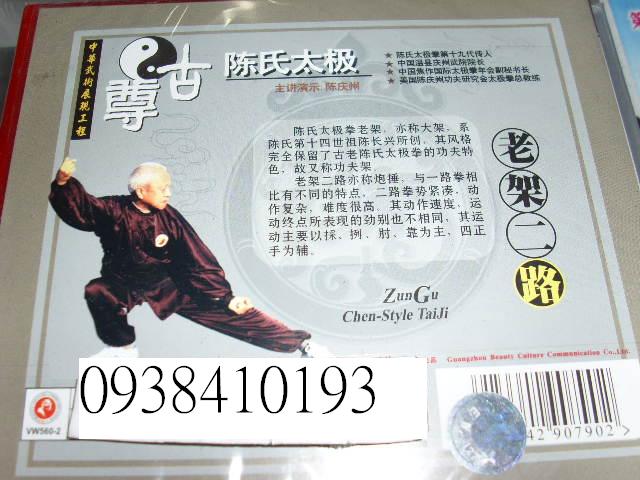 中華武術展現工程
尊古
陈氏太极
主讲演示 陈庆州
★ 陈氏太极拳第十九代传人
★ 中国温县庆州武院院长
★ 中国焦作国际太极拳年会副秘书长
★ 美国陈庆州功夫研究会太极拳总教练
陈氏太极拳老架，亦称大架，系
陈氏第十四世祖陈长兴所创，其风格
完全保留了古老陈氏太极拳的功夫特
色，故又称功夫架。
老架二路亦称炮捶，与一路拳相
比有不同的特点，二路拳势紧凑，动
作复杂，难度很高，其动作速度，运
动终点所表现的劲别也不相同，其运
动主要以採、挒、肘、靠为主，四正
手为辅。
老架二路
ZunGu
Chen-Style TaiJi
Guangzhou Beauty Culture Communication Co.,Ltd.
0938410193
VW560-2
42 907902